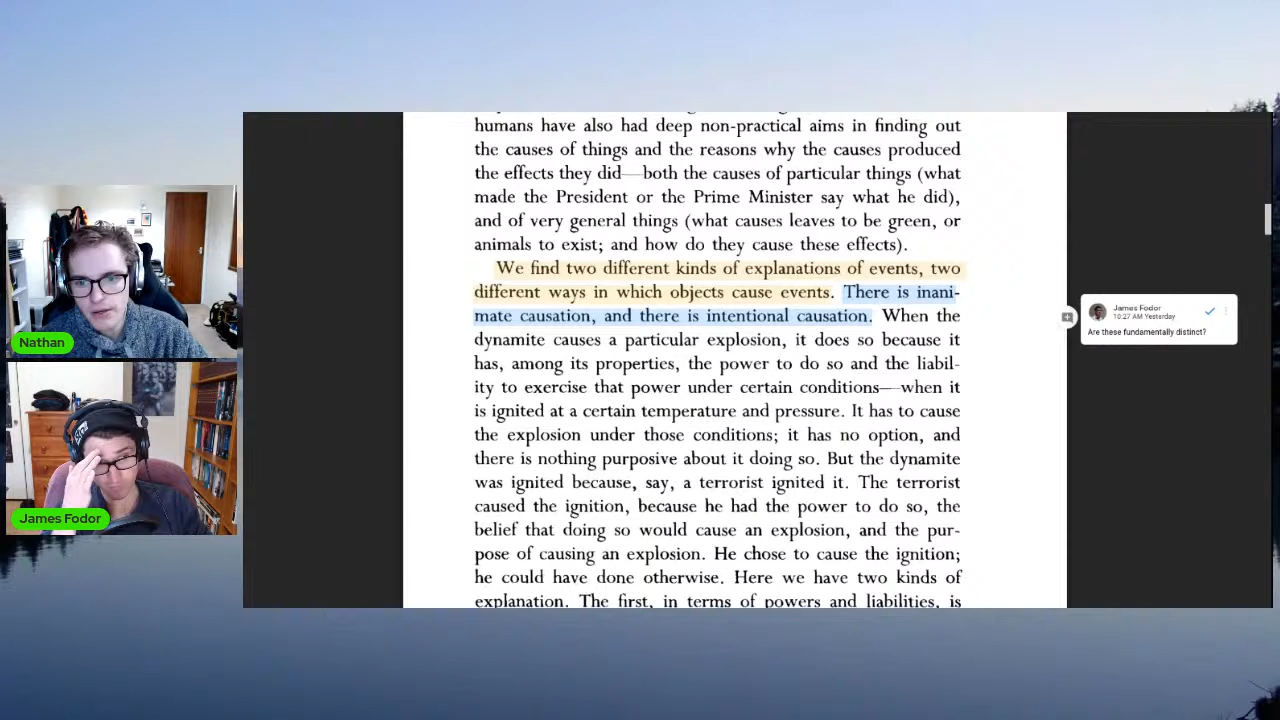 humans have also had deep non-practical aims in finding out
the causes of things and the reasons why the causes produced
the effects they did—both the causes of particular things (what
made the President or the Prime Minister say what he did),
and of very general things (what causes leaves to be green, or
animals to exist; and how do they cause these effects).
We find two different kinds of explanations of events, two
different ways in which objects cause events. There is inani-
mate causation, and there is intentional causation. When the
dynamite causes a particular explosion, it does so because it
has, among its properties, the power to do so and the liabil-
ity to exercise that power under certain conditions—when it
is ignited at a certain temperature and pressure. It has to cause
the explosion under those conditions; it has no option, and
there is nothing purposive about it doing so. But the dynamite
was ignited because, say, a terrorist ignited it. The terrorist
caused the ignition, because he had the power to do so, the
belief that doing so would cause an explosion, and the pur-
pose of causing an explosion. He chose to cause the ignition;
he could have done otherwise. Here we have two kinds of
explanation. The first, in terms of powers and liabilities, is
James Fodor
10:27 AM Yesterday
Are these fundamentally distinct?
Nathan
James Fodor